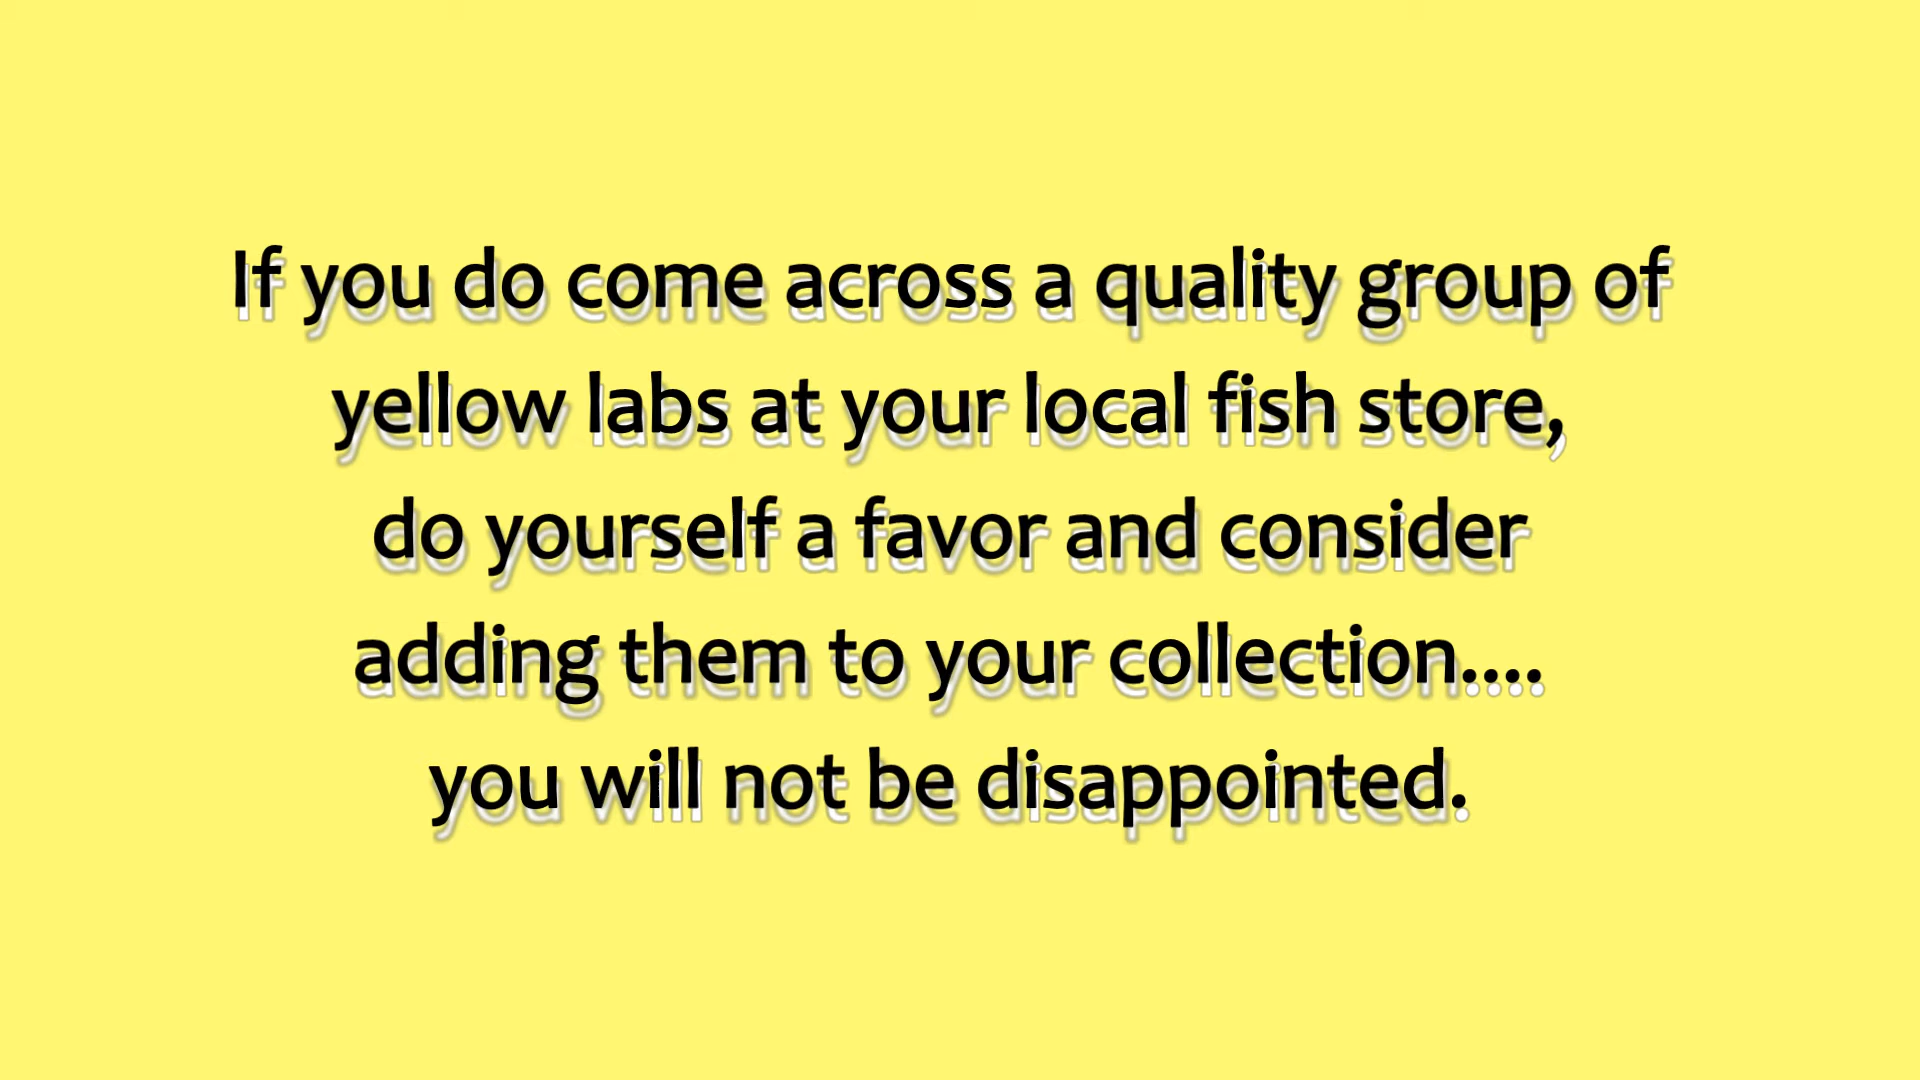 If you do come across a quality group of
yellow labs at your local fish store,
do yourself a favor and consider
adding them to your collection....
you will not be disappointed.